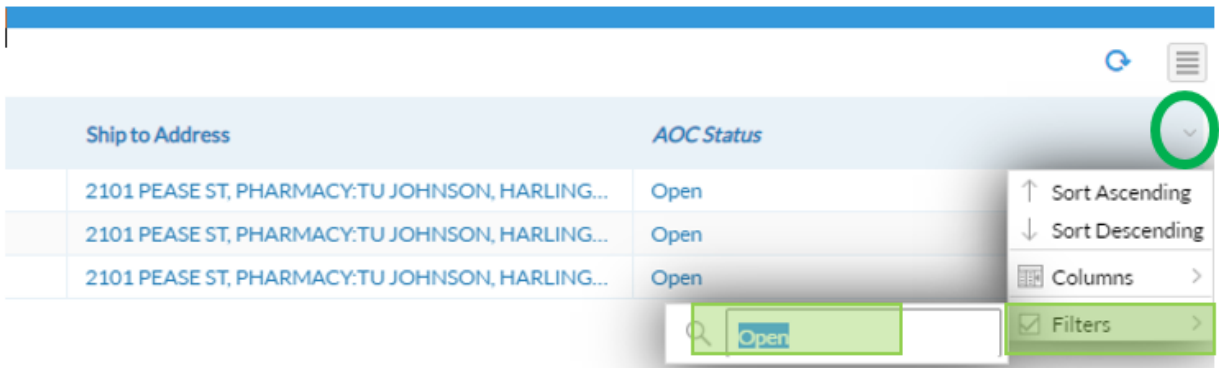 Ship to Address AOC Status
2101 PEASE ST, PHARMACY:TU JOHNSON, HARLING... Open
Sort Ascending
2101 PEASE ST, PHARMACY:TU JOHNSON, HARLING... Open
Sort Descending
2101 PEASE ST, PHARMACY:TU JOHNSON, HARLING... Open
Columns
Filters
Open